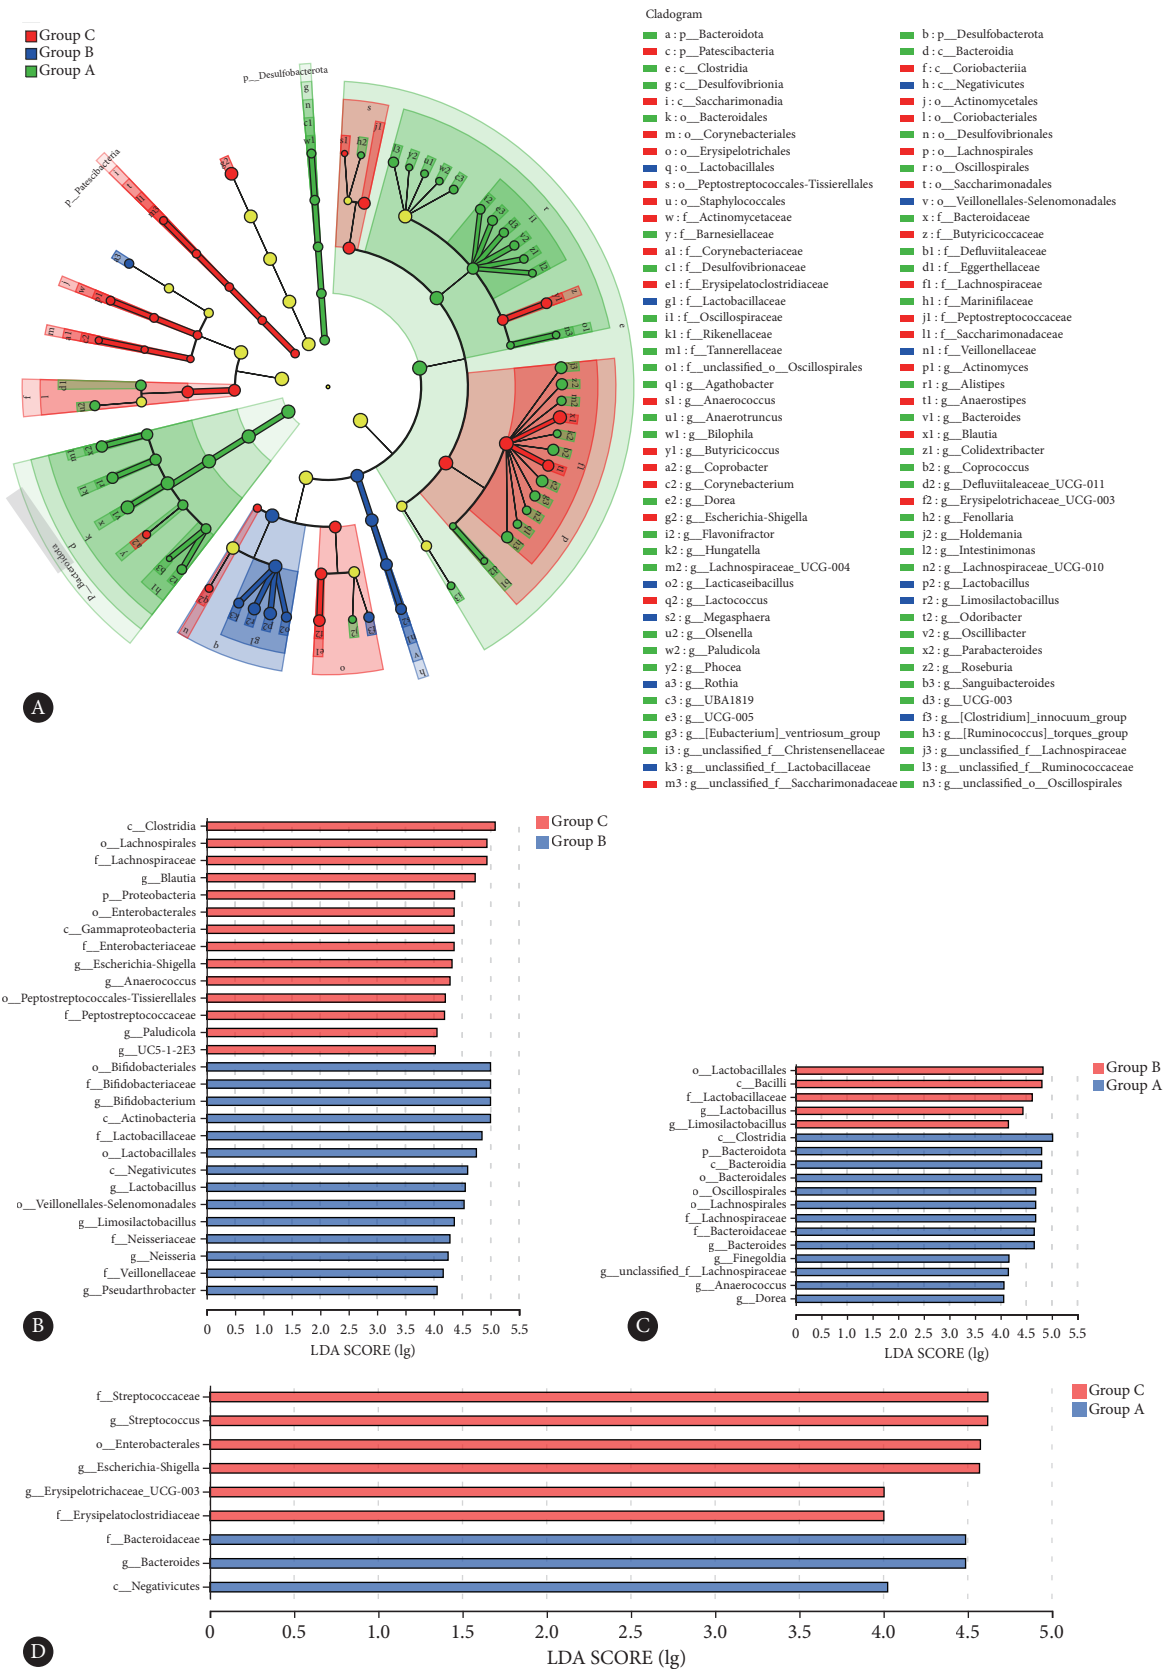 Group C
Group B
Group A
p__Desulfobacterota
p__Patescibacteria
p__Bacteroidota
A
Cladogram
a : p__Bacteroidota
b : p__Desulfobacterota
c : p__Patescibacteria
d : c__Bacteroidia
e : c__Clostridia
f : c__Coriobacteriia
g : c__Desulfovibrionia
h : c__Negativicutes
i : c__Saccharimonadia
j : o__Actinomycetales
k : o__Bacteroidales
l : o__Coriobacteriales
m : o__Corynebacteriales
n : o__Desulfovibrionales
o : o__Erysipelotrichales
p : o__Lachnospirales
q : o__Lactobacillales
r : o__Oscillospirales
s : o__Peptostreptococcales-Tissierellales
t : o__Saccharimonadales
u : o__Staphylococcales
v : o__Veillonellales-Selenomonadales
w : f__Actinomycetaceae
x : f__Bacteroidaceae
y : f__Barnesiellaceae
z : f__Butyricicoccaceae
a1 : f__Corynebacteriaceae
b1 : f__Defluviitaleaceae
c1 : f__Desulfovibrionaceae
d1 : f__Eggerthellaceae
e1 : f__Erysipelatoclostridiaceae
f1 : f__Lachnospiraceae
g1 : f__Lactobacillaceae
h1 : f__Marinifilaceae
i1 : f__Oscillospiraceae
j1 : f__Peptostreptococcaceae
k1 : f__Rikenellaceae
l1 : f__Saccharimonadaceae
m1 : f__Tannerellaceae
n1 : f__Veillonellaceae
o1 : f__unclassified_o__Oscillospirales
p1 : g__Actinomyces
q1 : g__Agathobacter
r1 : g__Alistipes
s1 : g__Anaerococcus
t1 : g__Anaerostipes
u1 : g__Anaerotruncus
v1 : g__Bacteroides
w1 : g__Bilophila
x1 : g__Blautia
y1 : g__Butyricicoccus
z1 : g__Colidextribacter
a2 : g__Coprobacter
b2 : g__Coprococcus
c2 : g__Corynebacterium
d2 : g__Defluviitaleaceae_UCG-011
e2 : g__Dorea
f2 : g__Erysipelotrichaceae_UCG-003
g2 : g__Escherichia-Shigella
h2 : g__Fenollaria
i2 : g__Flavonifractor
j2 : g__Holdemania
k2 : g__Hungatella
l2 : g__Intestinimonas
m2 : g__Lachnospiraceae_UCG-004
n2 : g__Lachnospiraceae_UCG-010
o2 : g__Lacticaseibacillus
p2 : g__Lactobacillus
q2 : g__Lactococcus
r2 : g__Limosilactobacillus
s2 : g__Megasphaera
t2 : g__Odoribacter
u2 : g__Olsenella
v2 : g__Oscillibacter
w2 : g__Paludicola
x2 : g__Parabacteroides
y2 : g__Phocea
z2 : g__Roseburia
a3 : g__Rothia
b3 : g__Sanguibacteroides
c3 : g__UBA1819
d3 : g__UCG-003
e3 : g__UCG-005
f3 : g__[Clostridium]_innocuum_group
g3 : g__[Eubacterium]_ventriosum_group
h3 : g__[Ruminococcus]_torques_group
i3 : g__unclassified_f__Christensenellaceae
j3 : g__unclassified_f__Lachnospiraceae
k3 : g__unclassified_f__Lactobacillaceae
l3 : g__unclassified_f__Ruminococcaceae
m3 : g__unclassified_f__Saccharimonadaceae
n3 : g__unclassified_o__Oscillospirales
c__Clostridia
o__Lachnospirales
f__Lachnospiraceae
g__Blautia
p__Proteobacteria
o__Enterobacterales
c__Gammaproteobacteria
f__Enterobacteriaceae
g__Escherichia-Shigella
g__Anaerococcus
o__Peptostreptococcales-Tissierellales
f__Peptostreptococcaceae
g__Paludicola
g__UC5-1-2E3
o__Bifidobacteriales
f__Bifidobacteriaceae
g__Bifidobacterium
c__Actinobacteria
f__Lactobacillaceae
o__Lactobacillales
c__Negativicutes
g__Lactobacillus
o__Veillonellales-Selenomonadales
g__Limosilactobacillus
f__Neisseriaceae
g__Neisseria
f__Veillonellaceae
g__Pseudarthrobacter
0 0.5 1.0 1.5 2.0 2.5 3.0 3.5 4.0 4.5 5.0 5.5
LDA SCORE (lg)
Group C
Group B
B
o__Lactobacillales
c__Bacilli
f__Lactobacillaceae
g__Lactobacillus
g__Limosilactobacillus
c__Clostridia
p__Bacteroidota
c__Bacteroidia
o__Bacteroidales
o__Oscillospirales
o__Lachnospirales
f__Lachnospiraceae
f__Bacteroidaceae
g__Bacteroides
g__Finegoldia
g__unclassified_f__Lachnospiraceae
g__Anaerococcus
g__Dorea
0 0.5 1.0 1.5 2.0 2.5 3.0 3.5 4.0 4.5 5.0 5.5
LDA SCORE (lg)
Group B
Group A
C
f__Streptococcaceae
g__Streptococcus
o__Enterobacterales
g__Escherichia-Shigella
g__Erysipelotrichaceae_UCG-003
f__Erysipelatoclostridiaceae
f__Bacteroidaceae
g__Bacteroides
c__Negativicutes
0 0.5 1.0 1.5 2.0 2.5 3.0 3.5 4.0 4.5 5.0
LDA SCORE (lg)
Group C
Group A
D